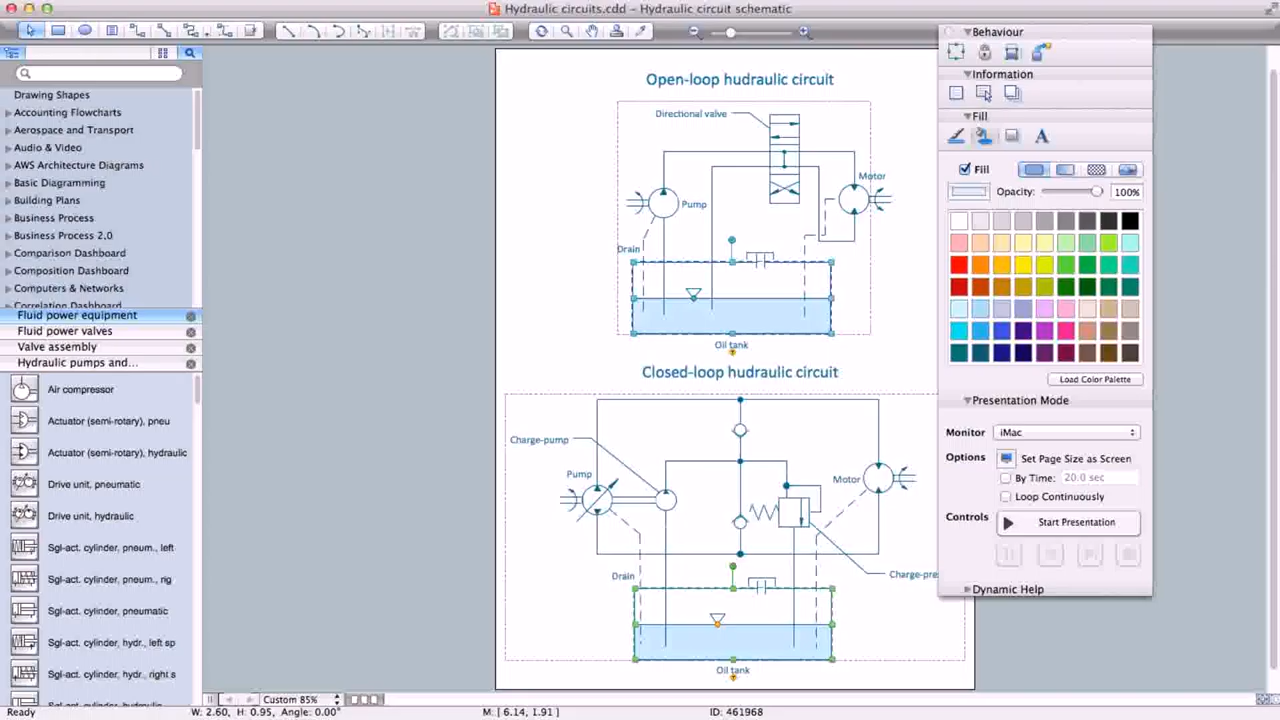 Hydraulic circuits.cdd - Hydraulic circuit schematic
Drawing Shapes
Accounting Flowcharts
Aerospace and Transport
Audio & Video
AWS Architecture Diagrams
Basic Diagramming
Building Plans
Business Process
Business Process 2,0
Comparison Dashboard
Composition Dashboard
Computers & Networks
Correlation Dashboard
Fluid power equipment
Fluid power valves
Valve assembly
Hydraulic pumps and...
Air compressor
Actuator (semi-rotary), pneu
Actuator (semi-rotary), hydraulic
Drive unit, pneumatic
Drive unit, hydraulic
Sgl-act. cylinder, pneum., left
Sgl-act. cylinder, pneum., rig
Sgl-act. cylinder, pneumatic
Sgl-act. cylinder, hydr., left sp
Sgl-act. cylinder, hydr., right s
Open-loop hudraulic circuit
Directional valve
Motor
Pump
Drain
Oil tank
Closed-loop hudraulic circuit
Charge-pump
Pump
Motor
Drain
Charge-pre
Oil tank
Behaviour
Information
Fill
Fill
Opacity: 100%
Load Color Palette
Presentation Mode
Monitor iMac
Options Set Page Size as Screen
By Time: 20.0 sec
Loop Continuously
Controls Start Presentation
Dynamic Help
Custom 85%
Ready W: 2.60, H: 0.95, Angle: 0.00° M: [ 6.14, 1.91 ] ID: 461968